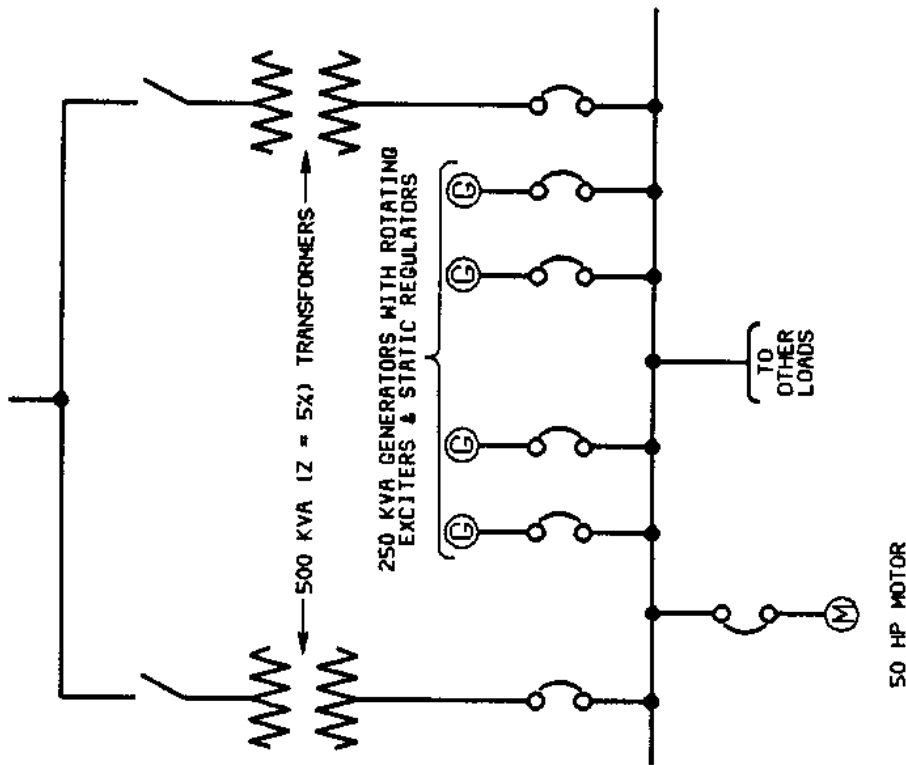 500 KVA (Z = 5%) TRANSFORMERS
250 KVA GENERATORS WITH ROTATING
EXCITERS & STATIC REGULATORS
G G G G
TO
OTHER
LOADS
M
50 HP MOTOR